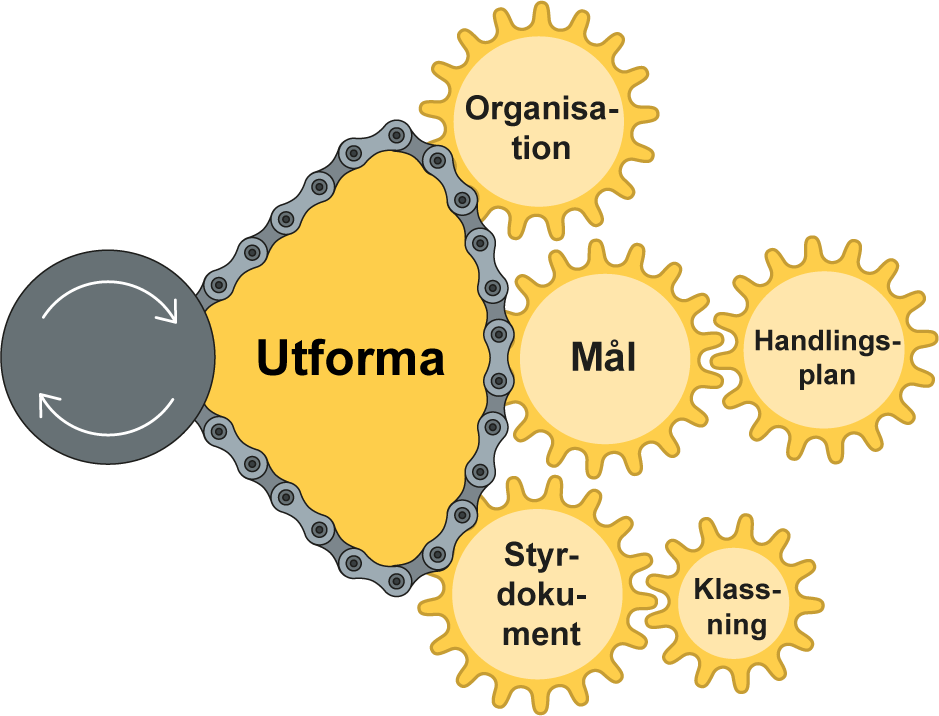 Organisa-
tion
Utforma
Mål
Handlings-
plan
Styr-
doku-
ment
Klass-
ning